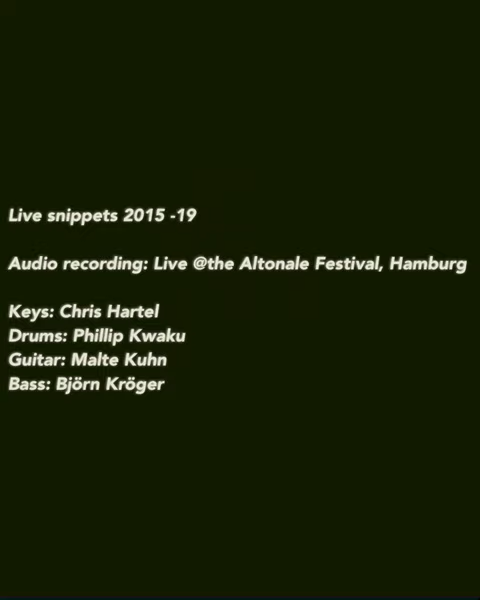 Live snippets 2015 -19
Audio recording: Live @the Altonale Festival, Hamburg
Keys: Chris Hartel
Drums: Phillip Kwaku
Guitar: Malte Kuhn
Bass: Björn Kröger